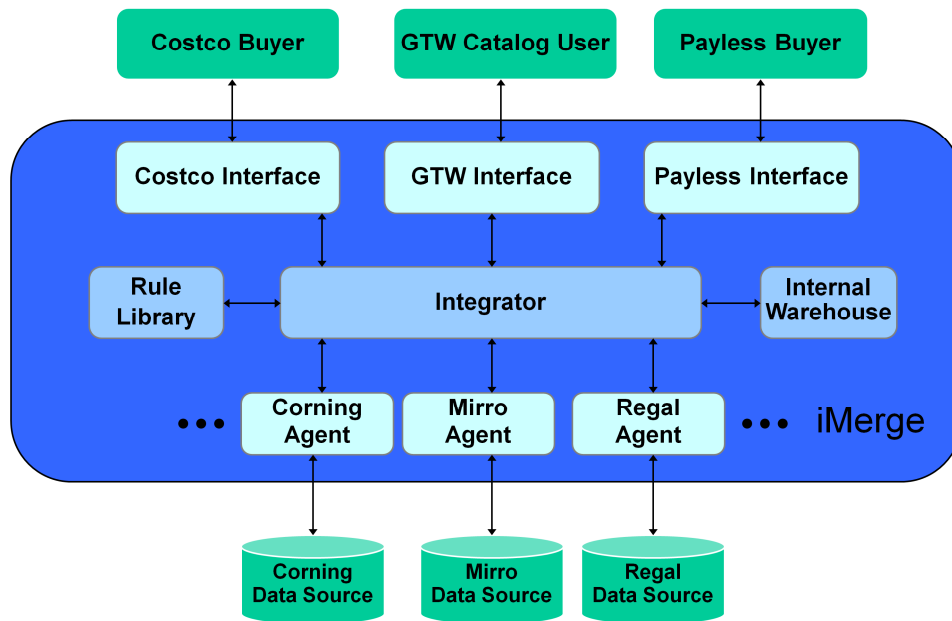 Costco Buyer
GTW Catalog User
Payless Buyer
Costco Interface
GTW Interface
Payless Interface
Rule
Library
Integrator
Internal
Warehouse
Corning
Agent
Mirro
Agent
Regal
Agent
iMerge
Corning
Data Source
Mirro
Data Source
Regal
Data Source